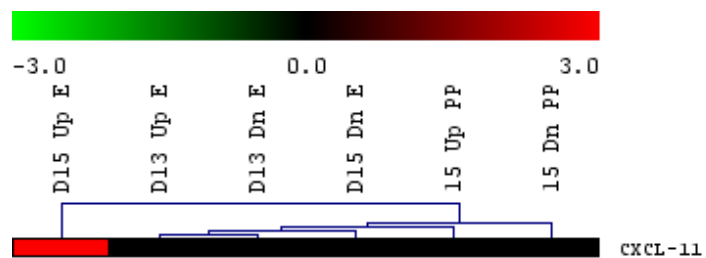 -3.0 0.0 3.0
D15 Up E
D13 Up E
D13 Dn E
D15 Dn E
15 Up PP
15 Dn PP
CXCL-11